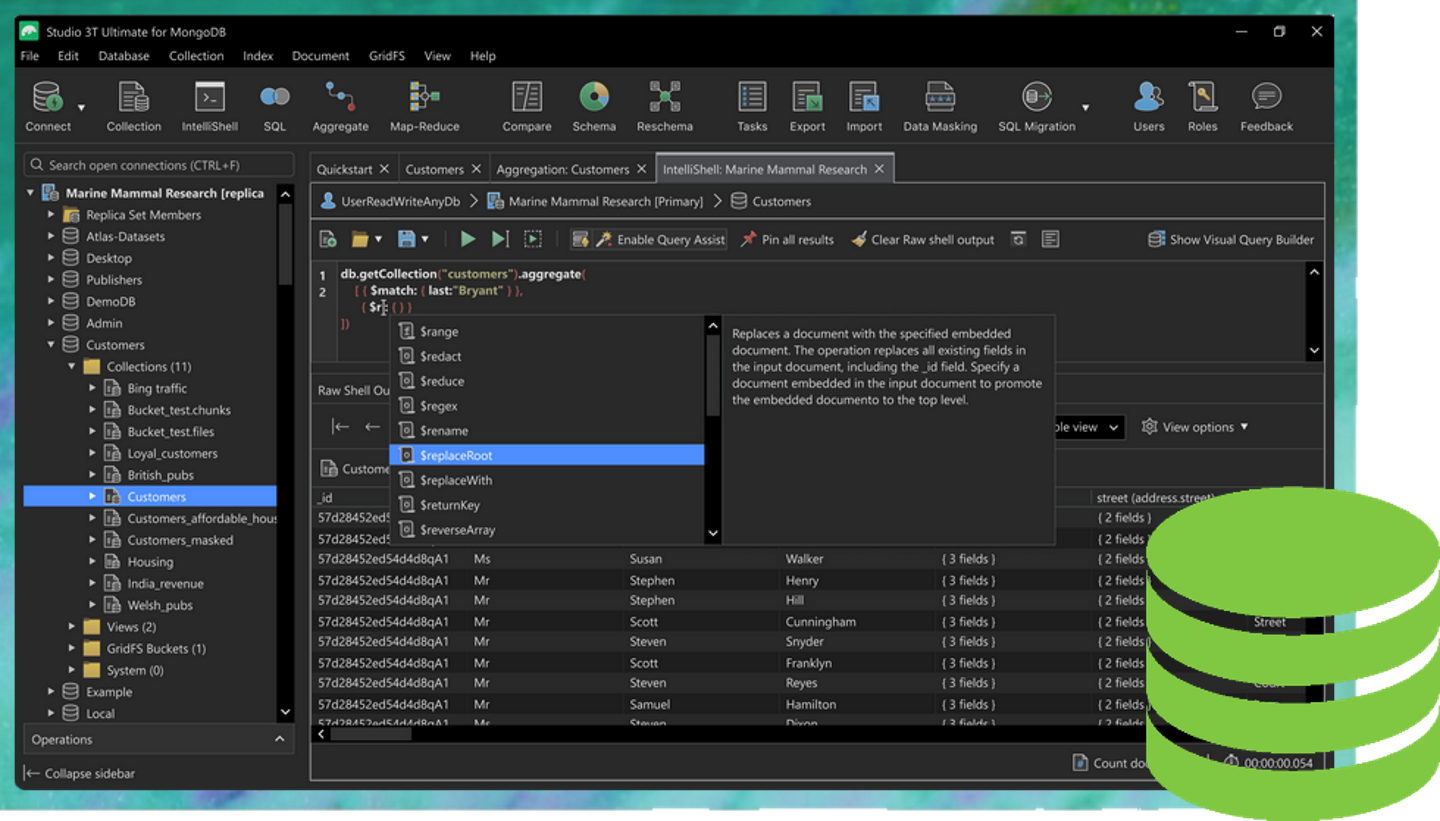 Studio 3T Ultimate for MongoDB
File Edit Database Collection Index Document GridFS View Help
Connect Collection IntelliShell SQL Aggregate Map-Reduce Compare Schema Reschema Tasks Export Import Data Masking SQL Migration Users Roles Feedback
Search open connections (CTRL+F)
Marine Mammal Research [replica
Replica Set Members
Atlas-Datasets
Desktop
Publishers
DemoDB
Admin
Customers
Collections (11)
Bing traffic
Bucket_test.chunks
Bucket_test.files
Loyal_customers
British_pubs
Customers
Customers_affordable_hous
Customers_masked
Housing
India_revenue
Welsh_pubs
Views (2)
GridFS Buckets (1)
System (0)
Example
Local
Operations
Collapse sidebar
Quickstart Customers Aggregation: Customers IntelliShell: Marine Mammal Research
UserReadWriteAnyDb Marine Mammal Research [Primary] Customers
Enable Query Assist Pin all results Clear Raw shell output Show Visual Query Builder
1 db.getCollection("customers").aggregate(
2 [ { $match: { last:"Bryant" } },
{ $r: { } }
])
$range
$redact
$reduce
$regex
$rename
$replaceRoot
$replaceWith
$returnKey
$reverseArray
Replaces a document with the specified embedded
document. The operation replaces all existing fields in
the input document, including the _id field. Specify a
document embedded in the input document to promote
the embedded documento to the top level.
Raw Shell Ou
ble view View options
Custome
_id street (address.street)
57d28452ed5 { 2 fields }
57d28452ed5 { 2 fields }
57d28452ed54d4d8qA1 Ms Susan Walker { 3 fields } { 2 fields
57d28452ed54d4d8qA1 Mr Stephen Henry { 3 fields } { 2 fields
57d28452ed54d4d8qA1 Mr Stephen Hill { 3 fields } { 2 fields
57d28452ed54d4d8qA1 Mr Scott Cunningham { 3 fields } { 2 fields Street
57d28452ed54d4d8qA1 Mr Steven Snyder { 3 fields } { 2 fields
57d28452ed54d4d8qA1 Mr Scott Franklyn { 3 fields } { 2 fields
57d28452ed54d4d8qA1 Mr Steven Reyes { 3 fields } { 2 fields
57d28452ed54d4d8qA1 Mr Samuel Hamilton { 3 fields } { 2 fields
57d28452ed54d4d8qA1 Mr Steven Dixon { 3 fields } { 2 fields
Count do 00:00:00.054